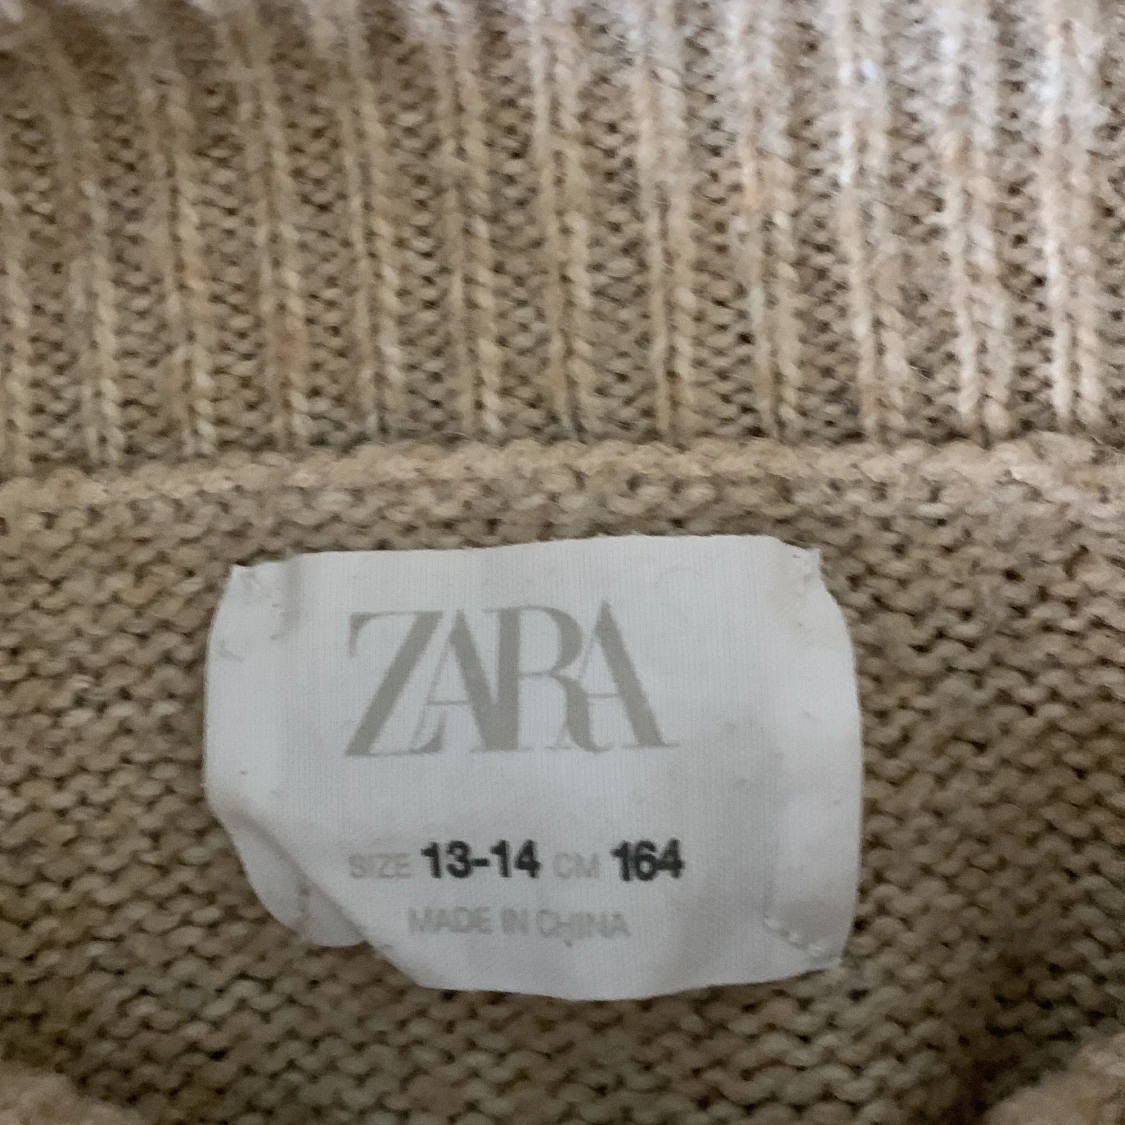 ZARA
SIZE 13-14 CM 164
MADE IN CHINA